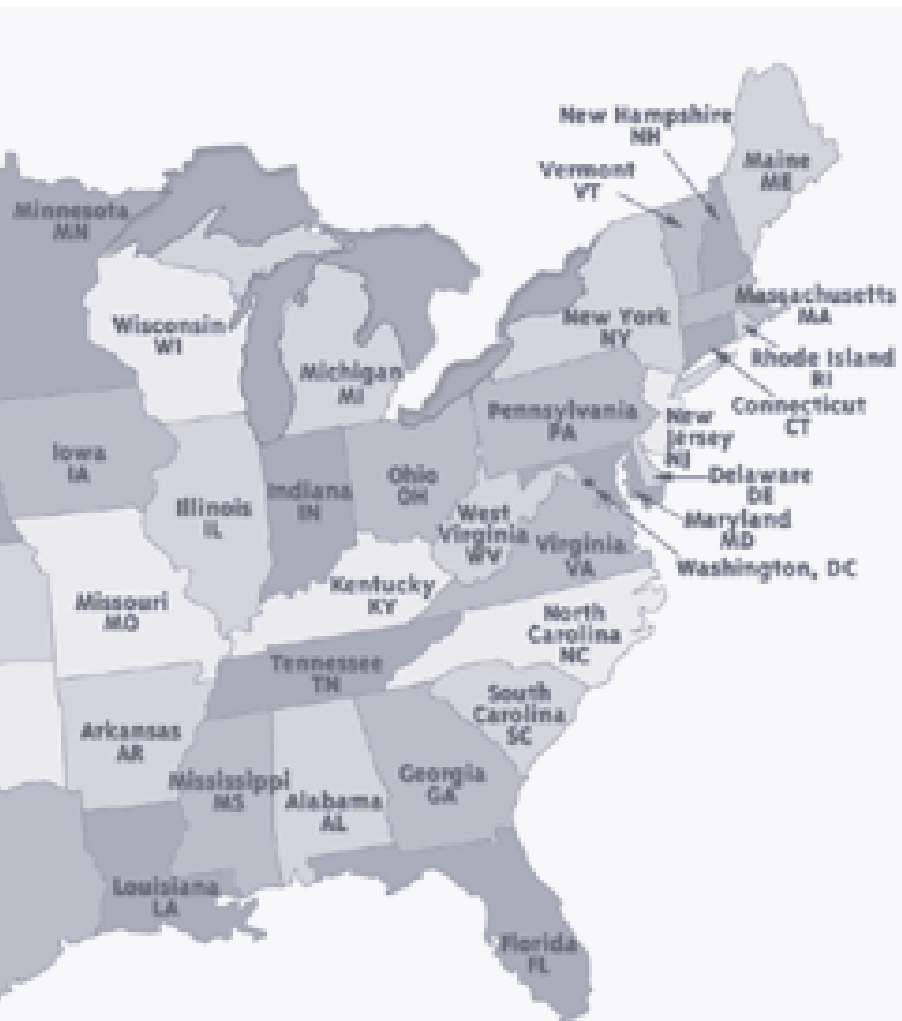 New Hampshire
NH
Maine
ME
Vermont
VT
Minnesota
MN
Massachusetts
MA
Wisconsin
WI
New York
NY
Rhode Island
RI
Michigan
MI
Connecticut
CT
Pennsylvania
PA
New
Jersey
NJ
Iowa
IA
Ohio
OH
Delaware
DE
Indiana
IN
Illinois
IL
West
Virginia
WV
Maryland
MD
Virginia
VA
Washington, DC
Kentucky
KY
Missouri
MO
North
Carolina
NC
Tennessee
TN
South
Carolina
SC
Arkansas
AR
Mississippi
MS
Georgia
GA
Alabama
AL
Louisiana
LA
Florida
FL